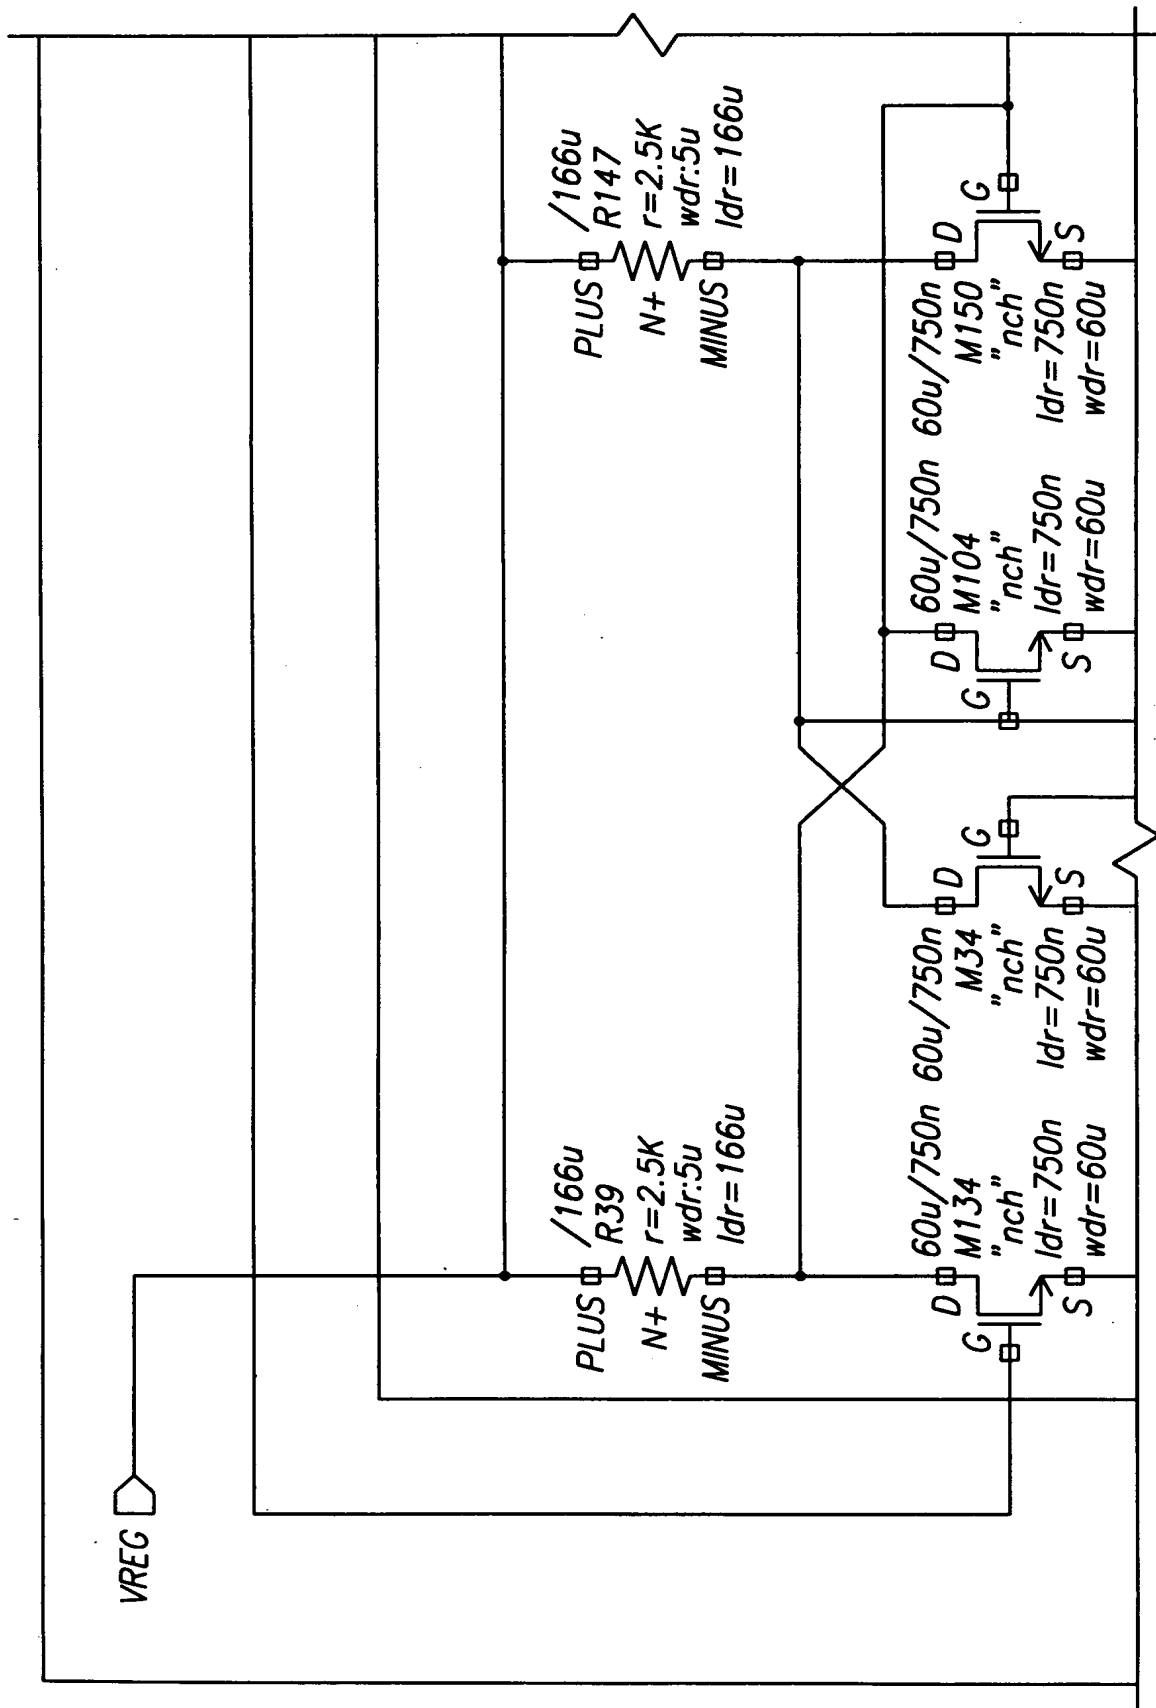 VREG
/166u
R39
PLUS
r=2.5K
N+
wdr:5u
MINUS
ldr=166u
/166u
R147
PLUS
r=2.5K
N+
wdr:5u
MINUS
ldr=166u
60u/750n
D
M134
G
"nch"
ldr=750n
S
wdr=60u
60u/750n
D
M34
G
"nch"
ldr=750n
S
wdr=60u
60u/750n
D
M104
G
"nch"
ldr=750n
S
wdr=60u
60u/750n
D
M150
G
"nch"
ldr=750n
S
wdr=60u